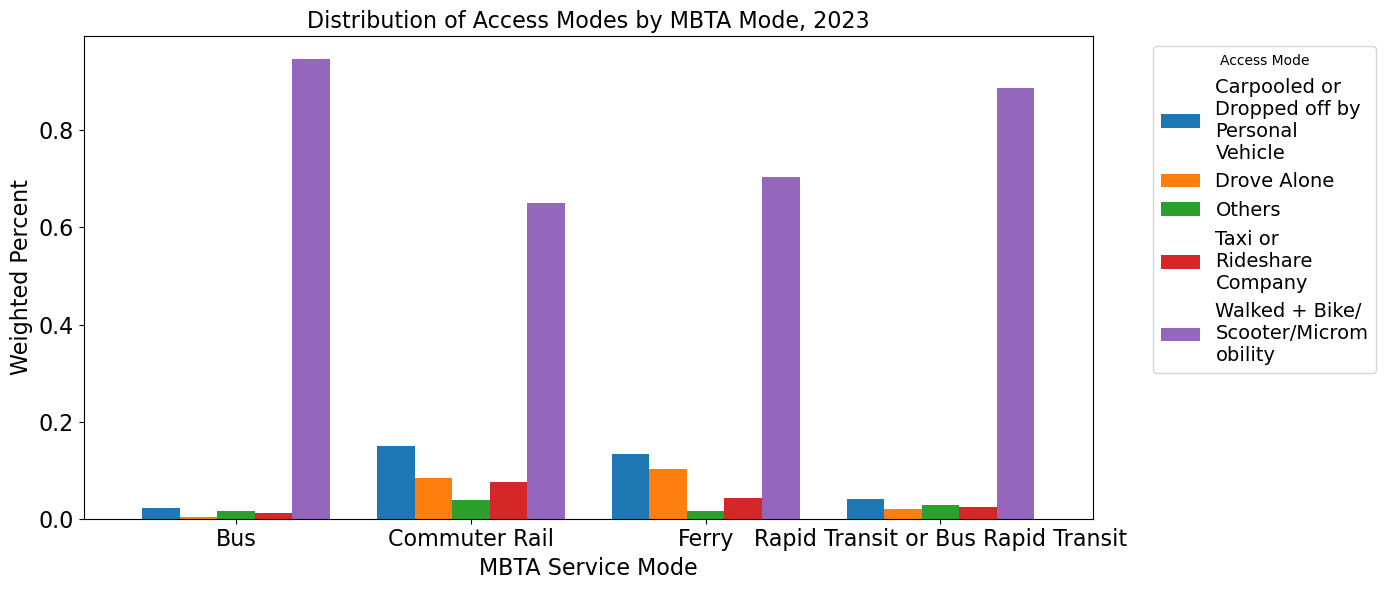 Distribution of Access Modes by MBTA Mode, 2023
Weighted Percent
0.8
0.6
0.4
0.2
0.0
Bus
Commuter Rail
Ferry
Rapid Transit or Bus Rapid Transit
MBTA Service Mode
Access Mode
Carpooled or
Dropped off by
Personal
Vehicle
Drove Alone
Others
Taxi or
Rideshare
Company
Walked + Bike/
Scooter/Microm
obility